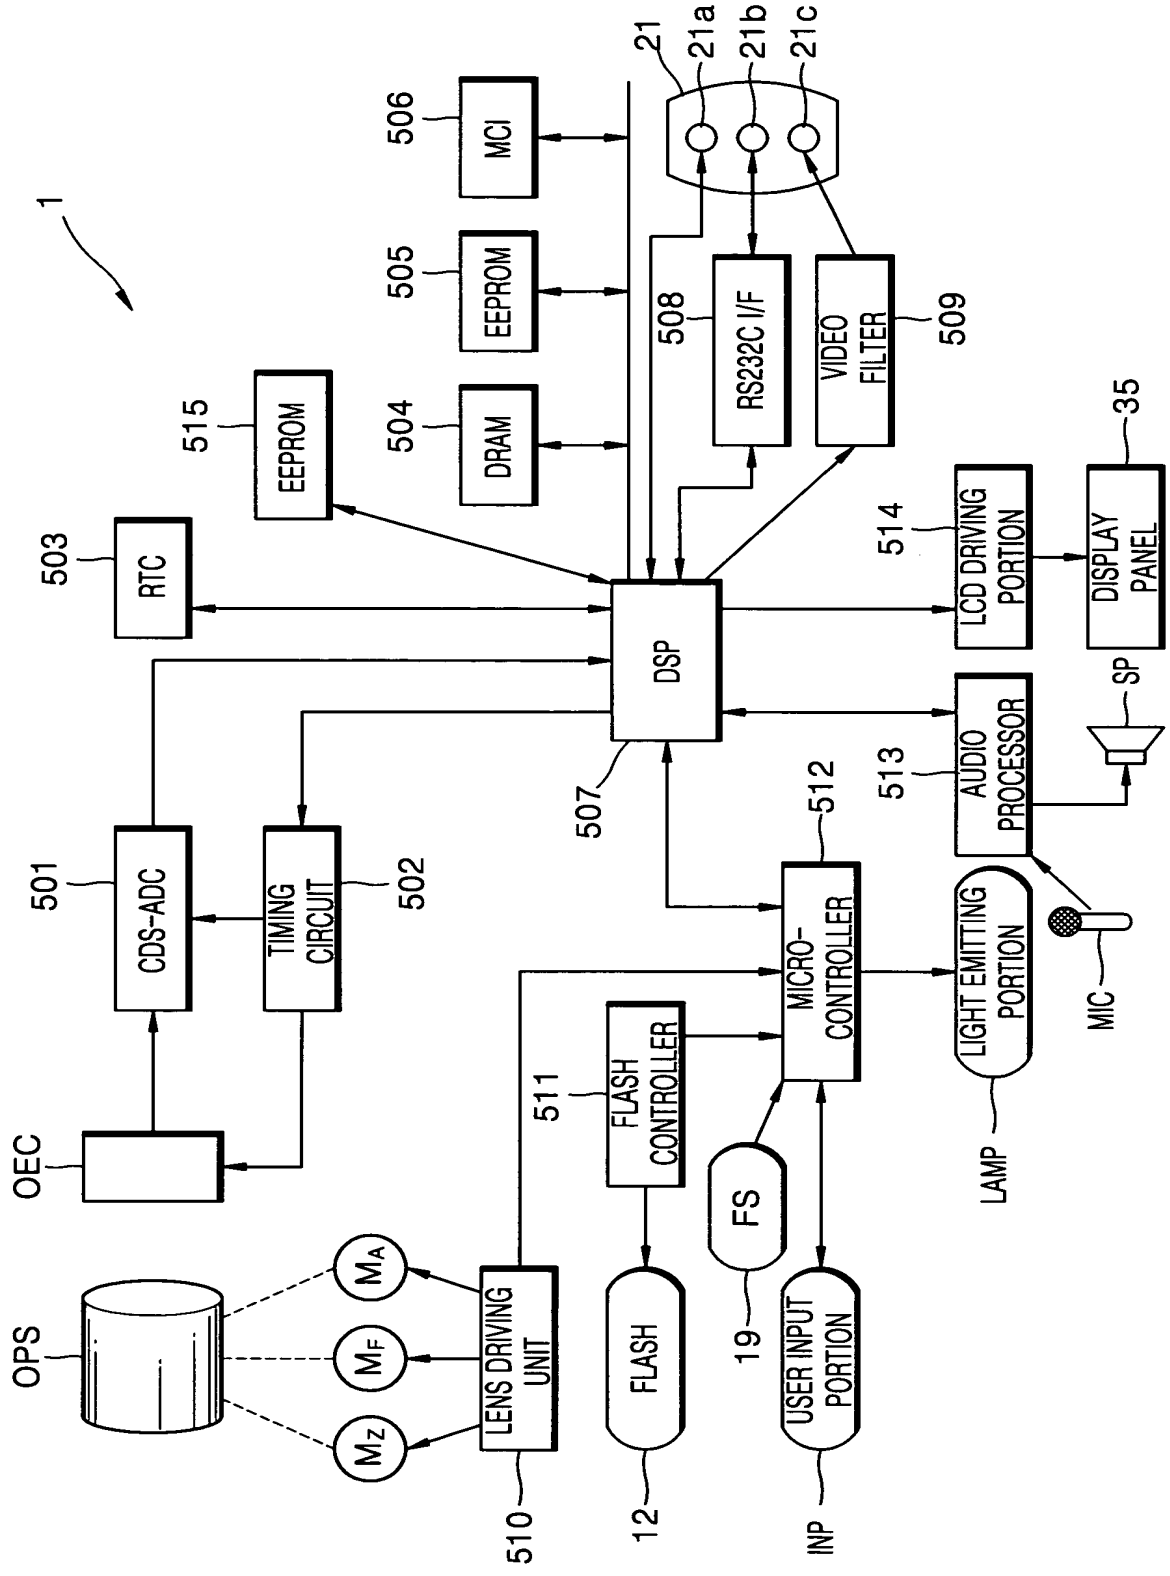 1
OPS
OEC
501
CDS-ADC
503
RTC
515
EEPROM
TIMING
CIRCUIT
502
MA
MF
MZ
504
DRAM
505
EEPROM
506
MCI
LENS DRIVING
UNIT
510
507
DSP
21
21a
21b
21c
508
RS232C I/F
VIDEO
FILTER
509
511
FLASH
CONTROLLER
FLASH
12
FS
19
512
MICRO-
CONTROLLER
USER INPUT
PORTION
INP
LIGHT EMITTING
PORTION
LAMP
513
AUDIO
PROCESSOR
514
LCD DRIVING
PORTION
MIC
SP
DISPLAY
PANEL
35